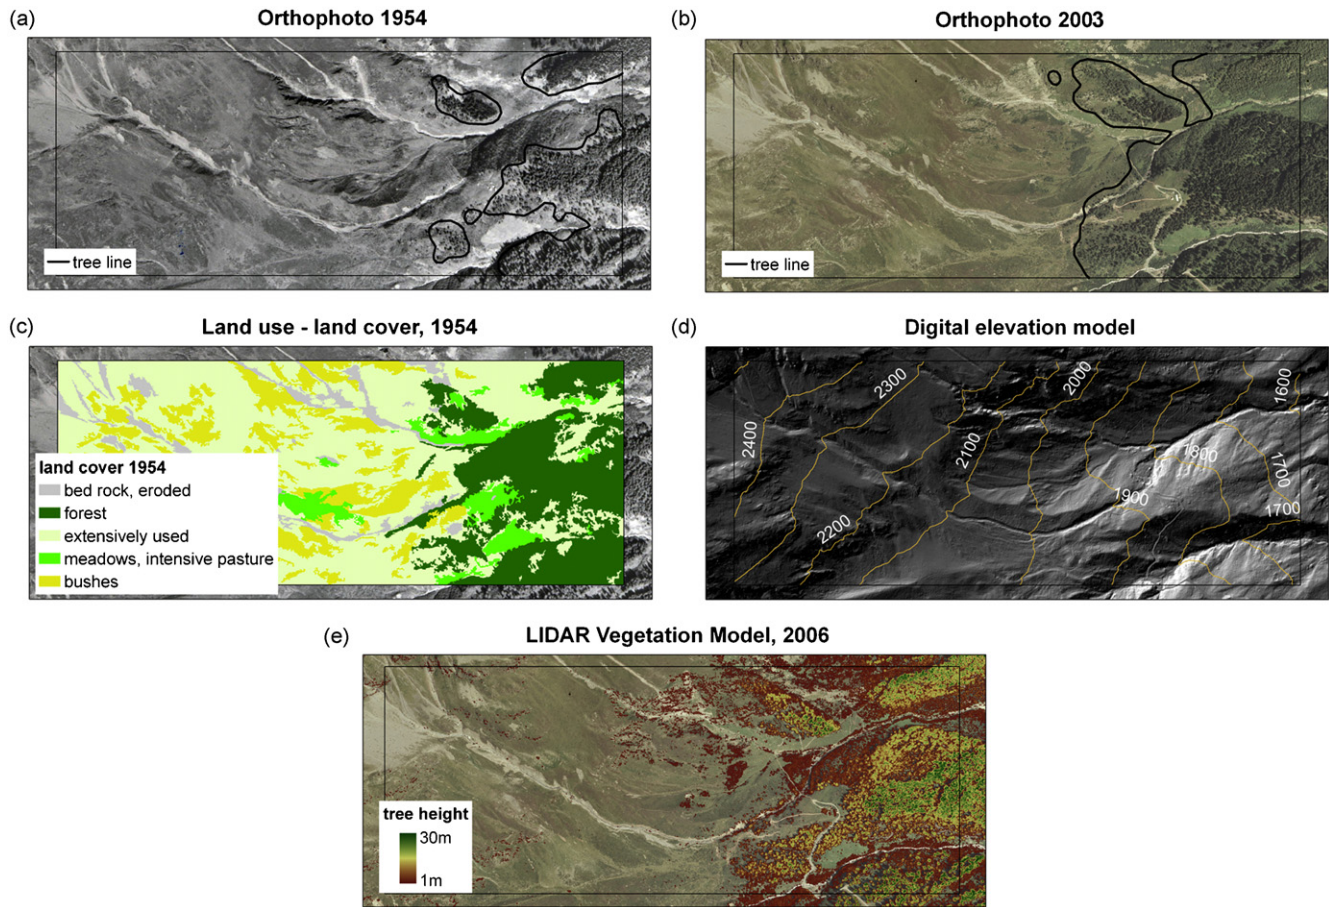 (a)
Orthophoto 1954
tree line
(b)
Orthophoto 2003
tree line
(c)
Land use - land cover, 1954
land cover 1954
bed rock, eroded
forest
extensively used
meadows, intensive pasture
bushes
(d)
Digital elevation model
2400
2300
2200
2100
2000
1900
1800
1600
1700
1700
(e)
LIDAR Vegetation Model, 2006
tree height
30m
1m